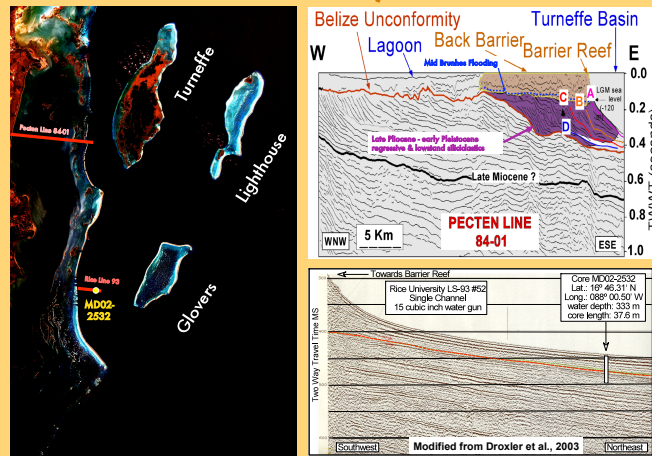 Pecten Line 84-01
Turneffe
Lighthouse
Rice Line 93
MD02-
2532
Glovers
Belize Unconformity
Turneffe Basin
Lagoon
Back Barrier
Barrier Reef
W
E
Mid Brunhes Flooding
0.0
A
C
B
LGM sea
level
(-120
D
0.2
Late Pliocene - early Pleistocene
regressive & lowstand siliciclastics
0.4
Late Miocene ?
0.6
0.8
1.0
TWTT (seconds)
WNW
5 Km
PECTEN LINE
84-01
ESE
Towards Barrier Reef
Rice University LS-93 #52
Single Channel
15 cubic inch water gun
Core MD02-2532
Lat.: 16° 46.31' N
Long.: 088° 00.50' W
water depth: 333 m
core length: 37.6 m
Two Way Travel Time MS
Southwest
Modified from Droxler et al., 2003
Northeast